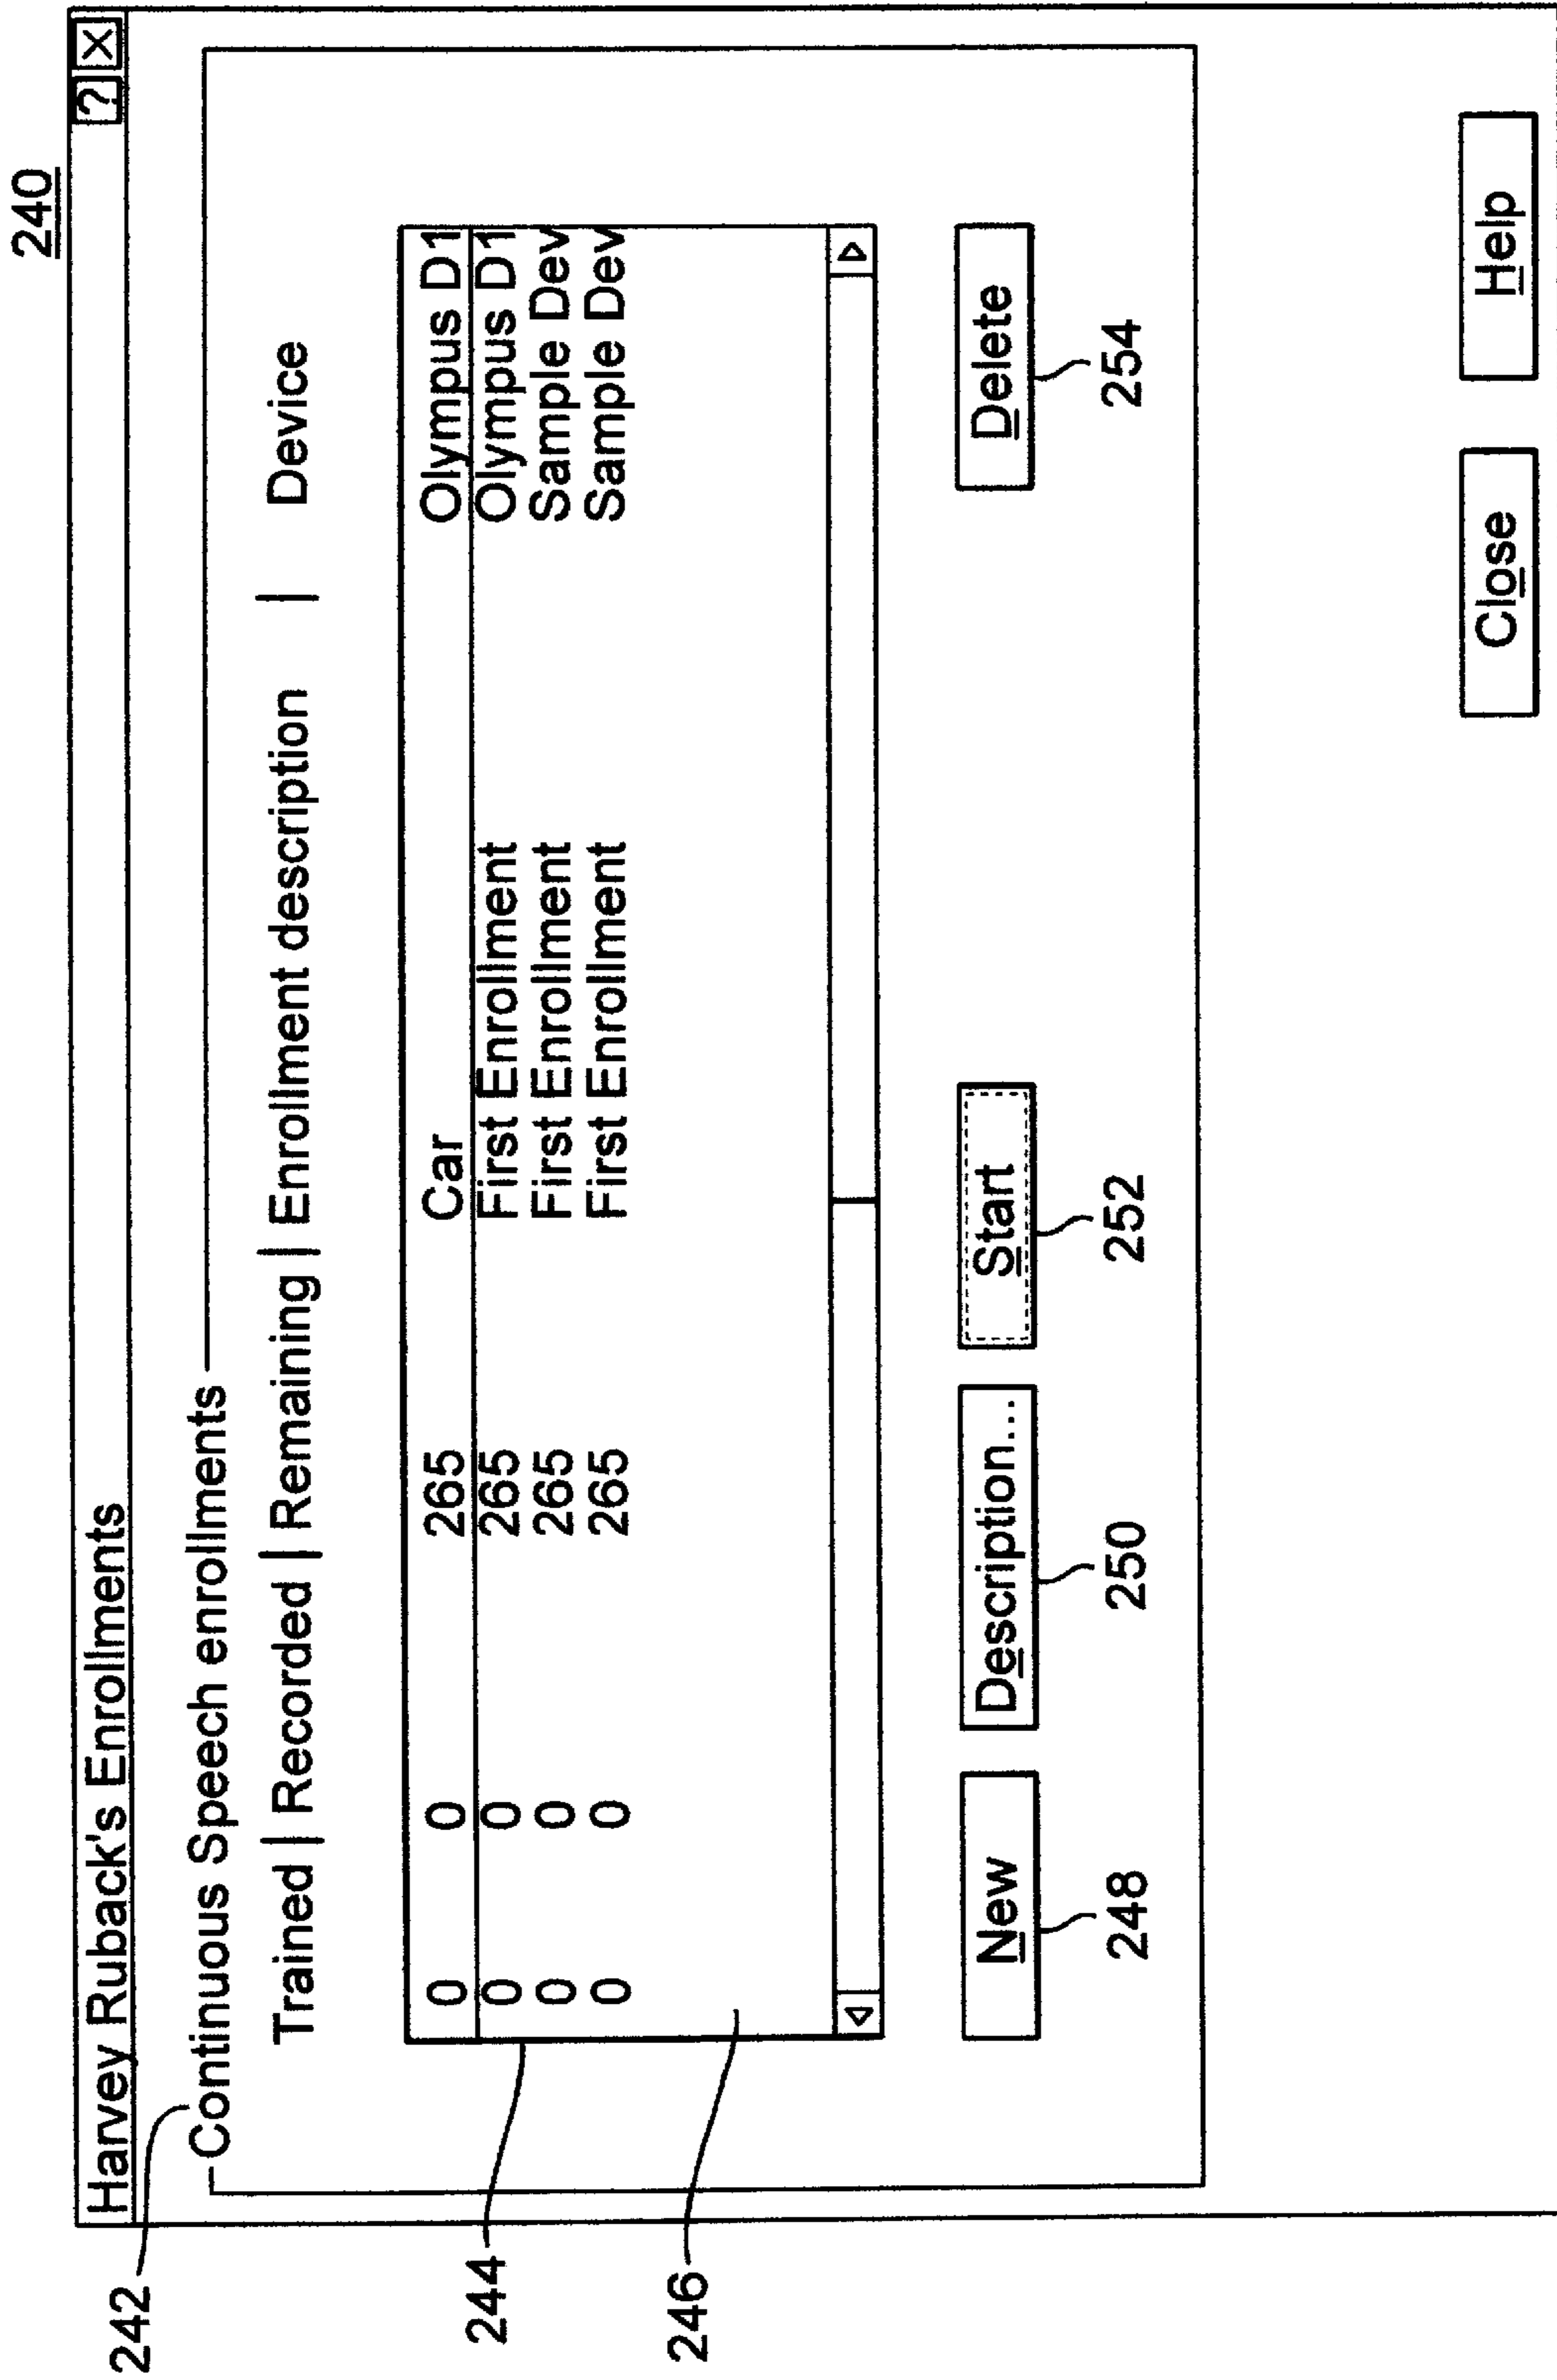 240
Harvey Ruback's Enrollments ? X
242
Continuous Speech enrollments
Trained | Recorded | Remaining | Enrollment description | Device
0 0 265 Car Olympus D1
0 0 265 First Enrollment Olympus D1
0 0 265 First Enrollment Sample Dev
0 0 265 First Enrollment Sample Dev
244
246
New Description... Start Delete
248 250 252 254
Close Help